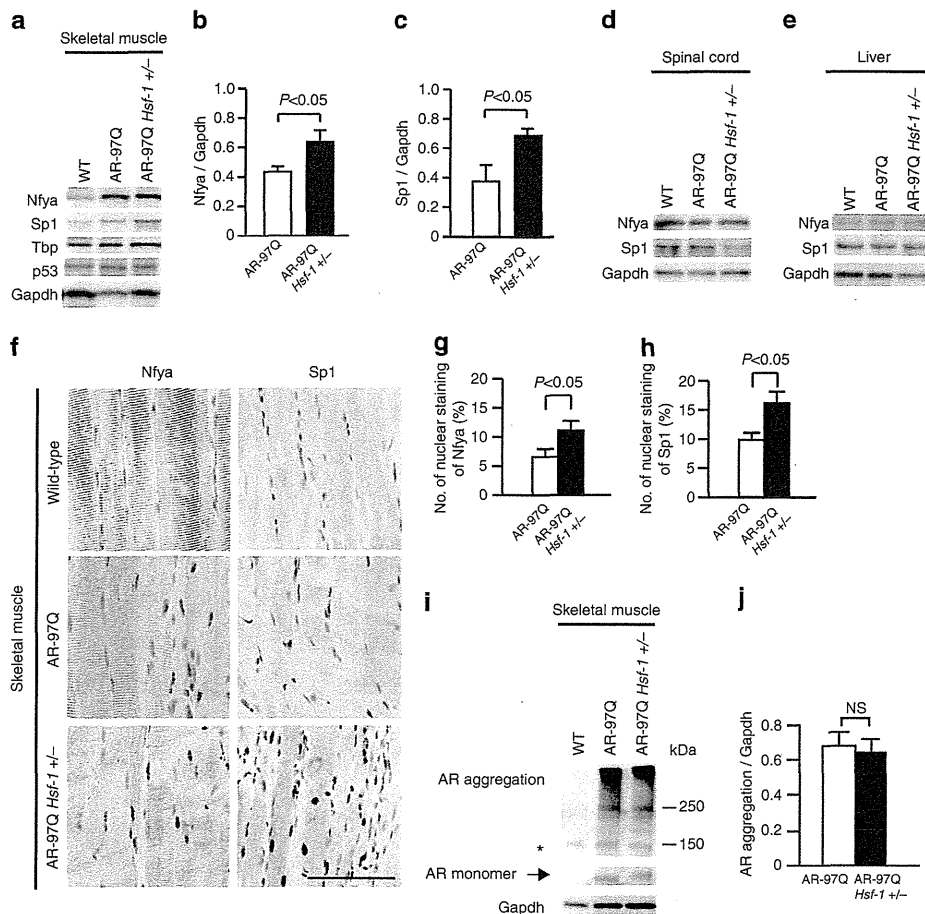 a
Skeletal muscle
WT
AR-97Q
AR-97Q Hsf-1 +/–
Nfya
Sp1
Tbp
p53
Gapdh
b
P<0.05
Nfya / Gapdh
1.0
0.8
0.6
0.4
0.2
0
AR-97Q
AR-97Q
Hsf-1 +/–
c
P<0.05
Sp1 / Gapdh
1.0
0.8
0.6
0.4
0.2
0
AR-97Q
AR-97Q
Hsf-1 +/–
d
Spinal cord
WT
AR-97Q
AR-97Q Hsf-1 +/–
Nfya
Sp1
Gapdh
e
Liver
WT
AR-97Q
AR-97Q Hsf-1 +/–
Nfya
Sp1
Gapdh
f
Nfya
Sp1
Skeletal muscle
Wild-type
AR-97Q
AR-97Q Hsf-1 +/–
g
P<0.05
No. of nuclear staining
of Nfya (%)
20
15
10
5
0
AR-97Q
AR-97Q
Hsf-1 +/–
h
P<0.05
No. of nuclear staining
of Sp1 (%)
20
15
10
5
0
AR-97Q
AR-97Q
Hsf-1 +/–
i
Skeletal muscle
WT
AR-97Q
AR-97Q Hsf-1 +/–
kDa
AR aggregation
250
150
*
AR monomer
Gapdh
j
NS
AR aggregation / Gapdh
0.8
0.6
0.4
0.2
0
AR-97Q
AR-97Q
Hsf-1 +/–